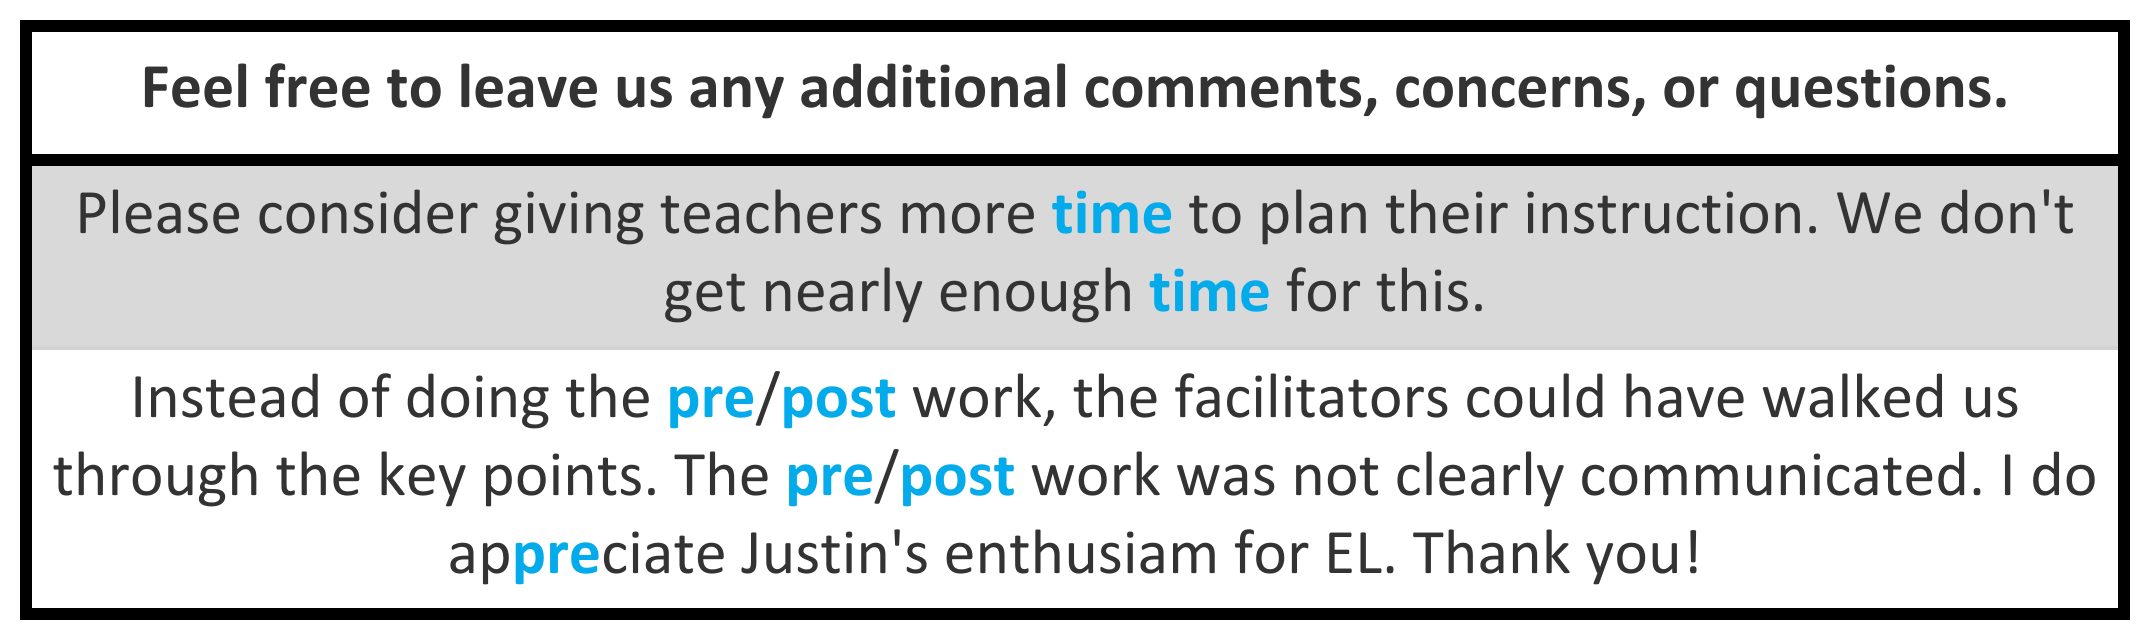 Feel free to leave us any additional comments, concerns, or questions.
Please consider giving teachers more time to plan their instruction. We don't
get nearly enough time for this.
Instead of doing the pre/post work, the facilitators could have walked us
through the key points. The pre/post work was not clearly communicated. I do
appreciate Justin's enthusiam for EL. Thank you!